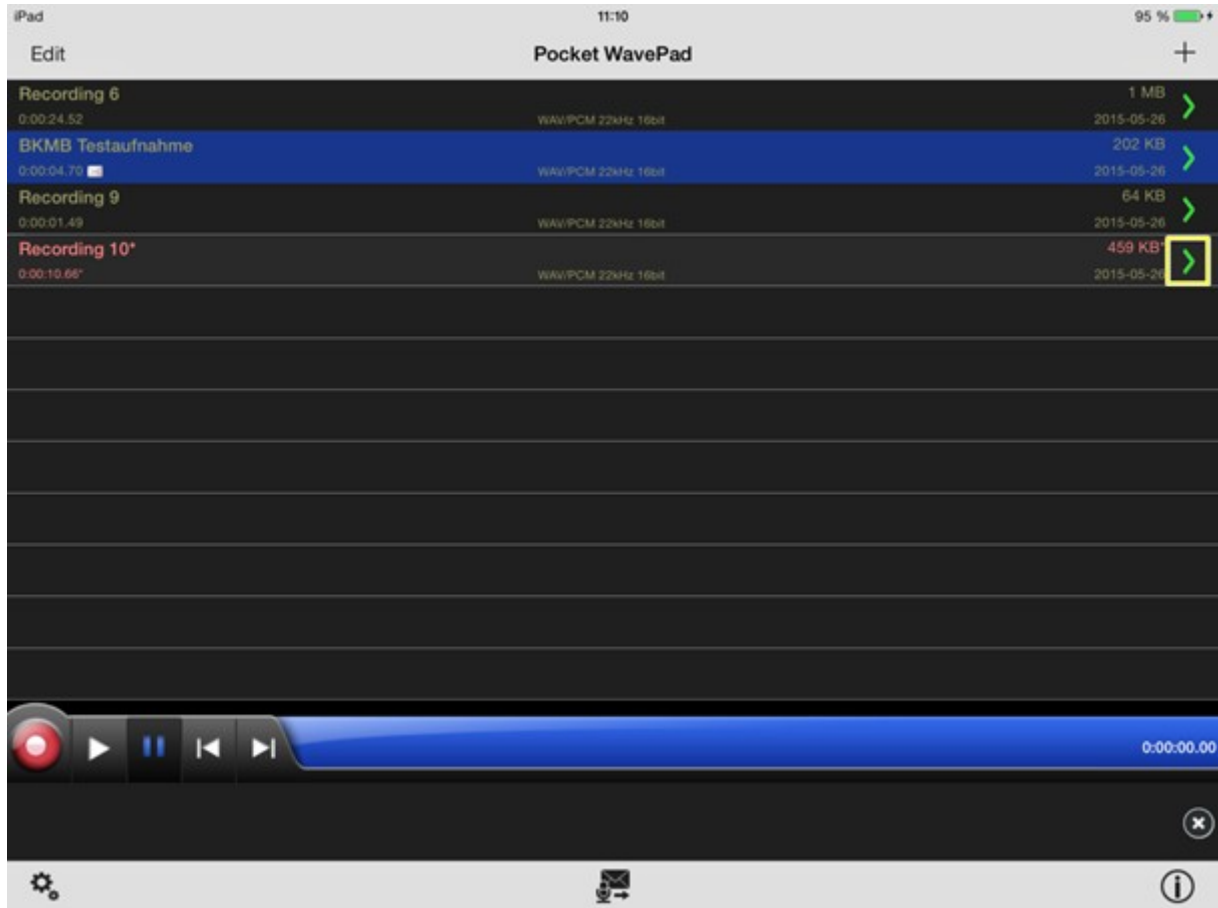 iPad 11:10 95 %
Edit Pocket WavePad
Recording 6 1 MB
0:00:24.52 WAV/PCM 22kHz 16bit 2015-05-26
BKMB Testaufnahme 202 KB
0:00:04.70 WAV/PCM 22kHz 16bit 2015-05-26
Recording 9 64 KB
0:00:01.49 WAV/PCM 22kHz 16bit 2015-05-26
Recording 10* 459 KB*
0:00:10.66* WAV/PCM 22kHz 16bit 2015-05-26
0:00:00.00